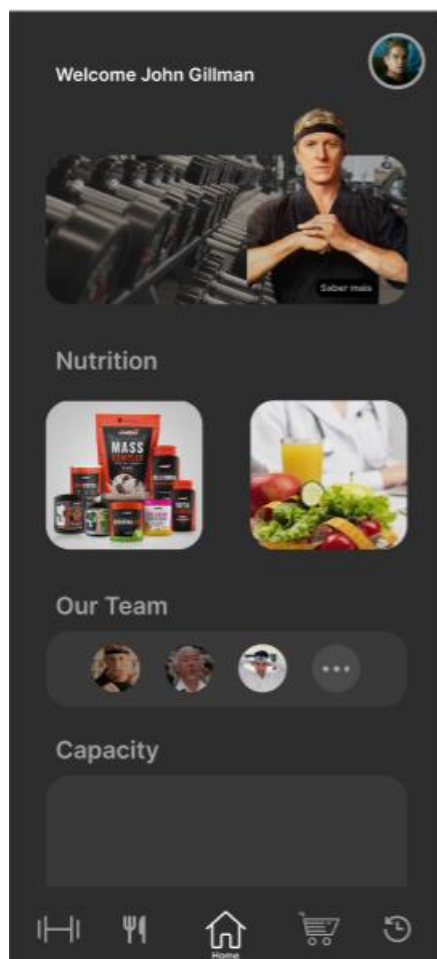 Welcome John Gillman
Saber mais
Nutrition
MASS
Our Team
Capacity
Home